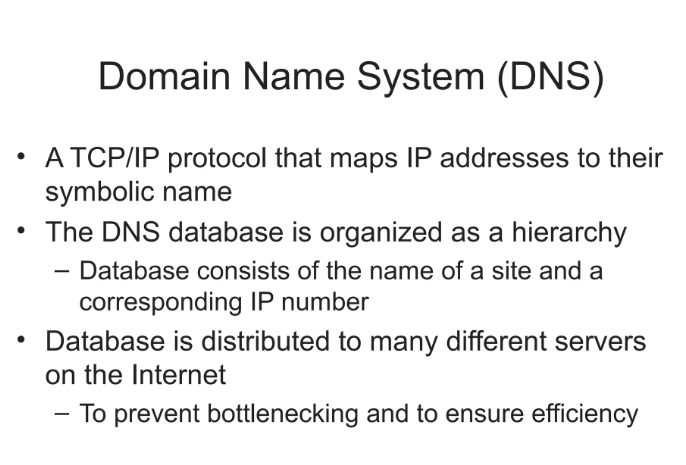 Domain Name System (DNS)
• A TCP/IP protocol that maps IP addresses to their
symbolic name
• The DNS database is organized as a hierarchy
– Database consists of the name of a site and a
corresponding IP number
• Database is distributed to many different servers
on the Internet
– To prevent bottlenecking and to ensure efficiency